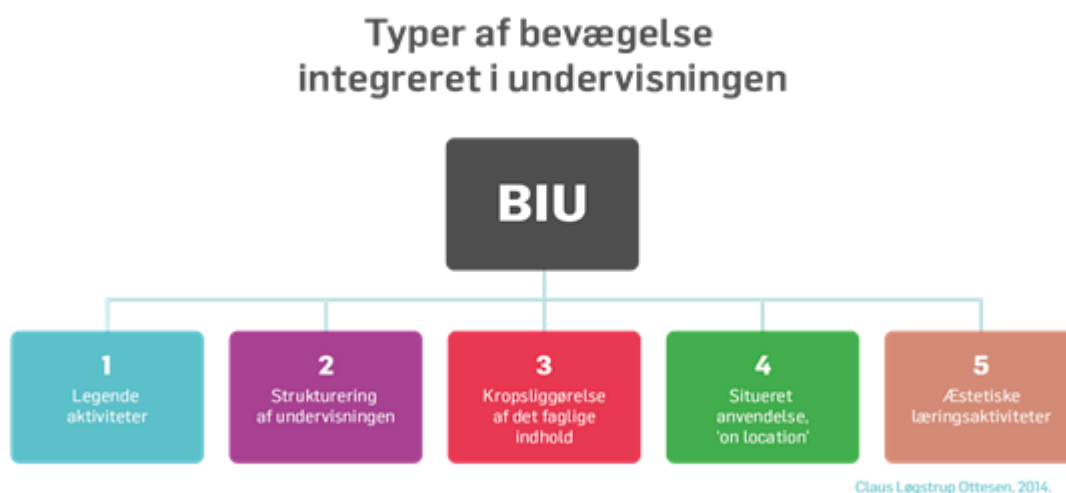 Typer af bevægelse
integreret i undervisningen
BIU
1
Legende
aktiviteter
2
Strukturering
af undervisningen
3
Kropsliggørelse
af det faglige
indhold
4
Situeret
anvendelse,
'on location'
5
Æstetiske
læringsaktiviteter
Claus Løgstrup Ottesen, 2014.